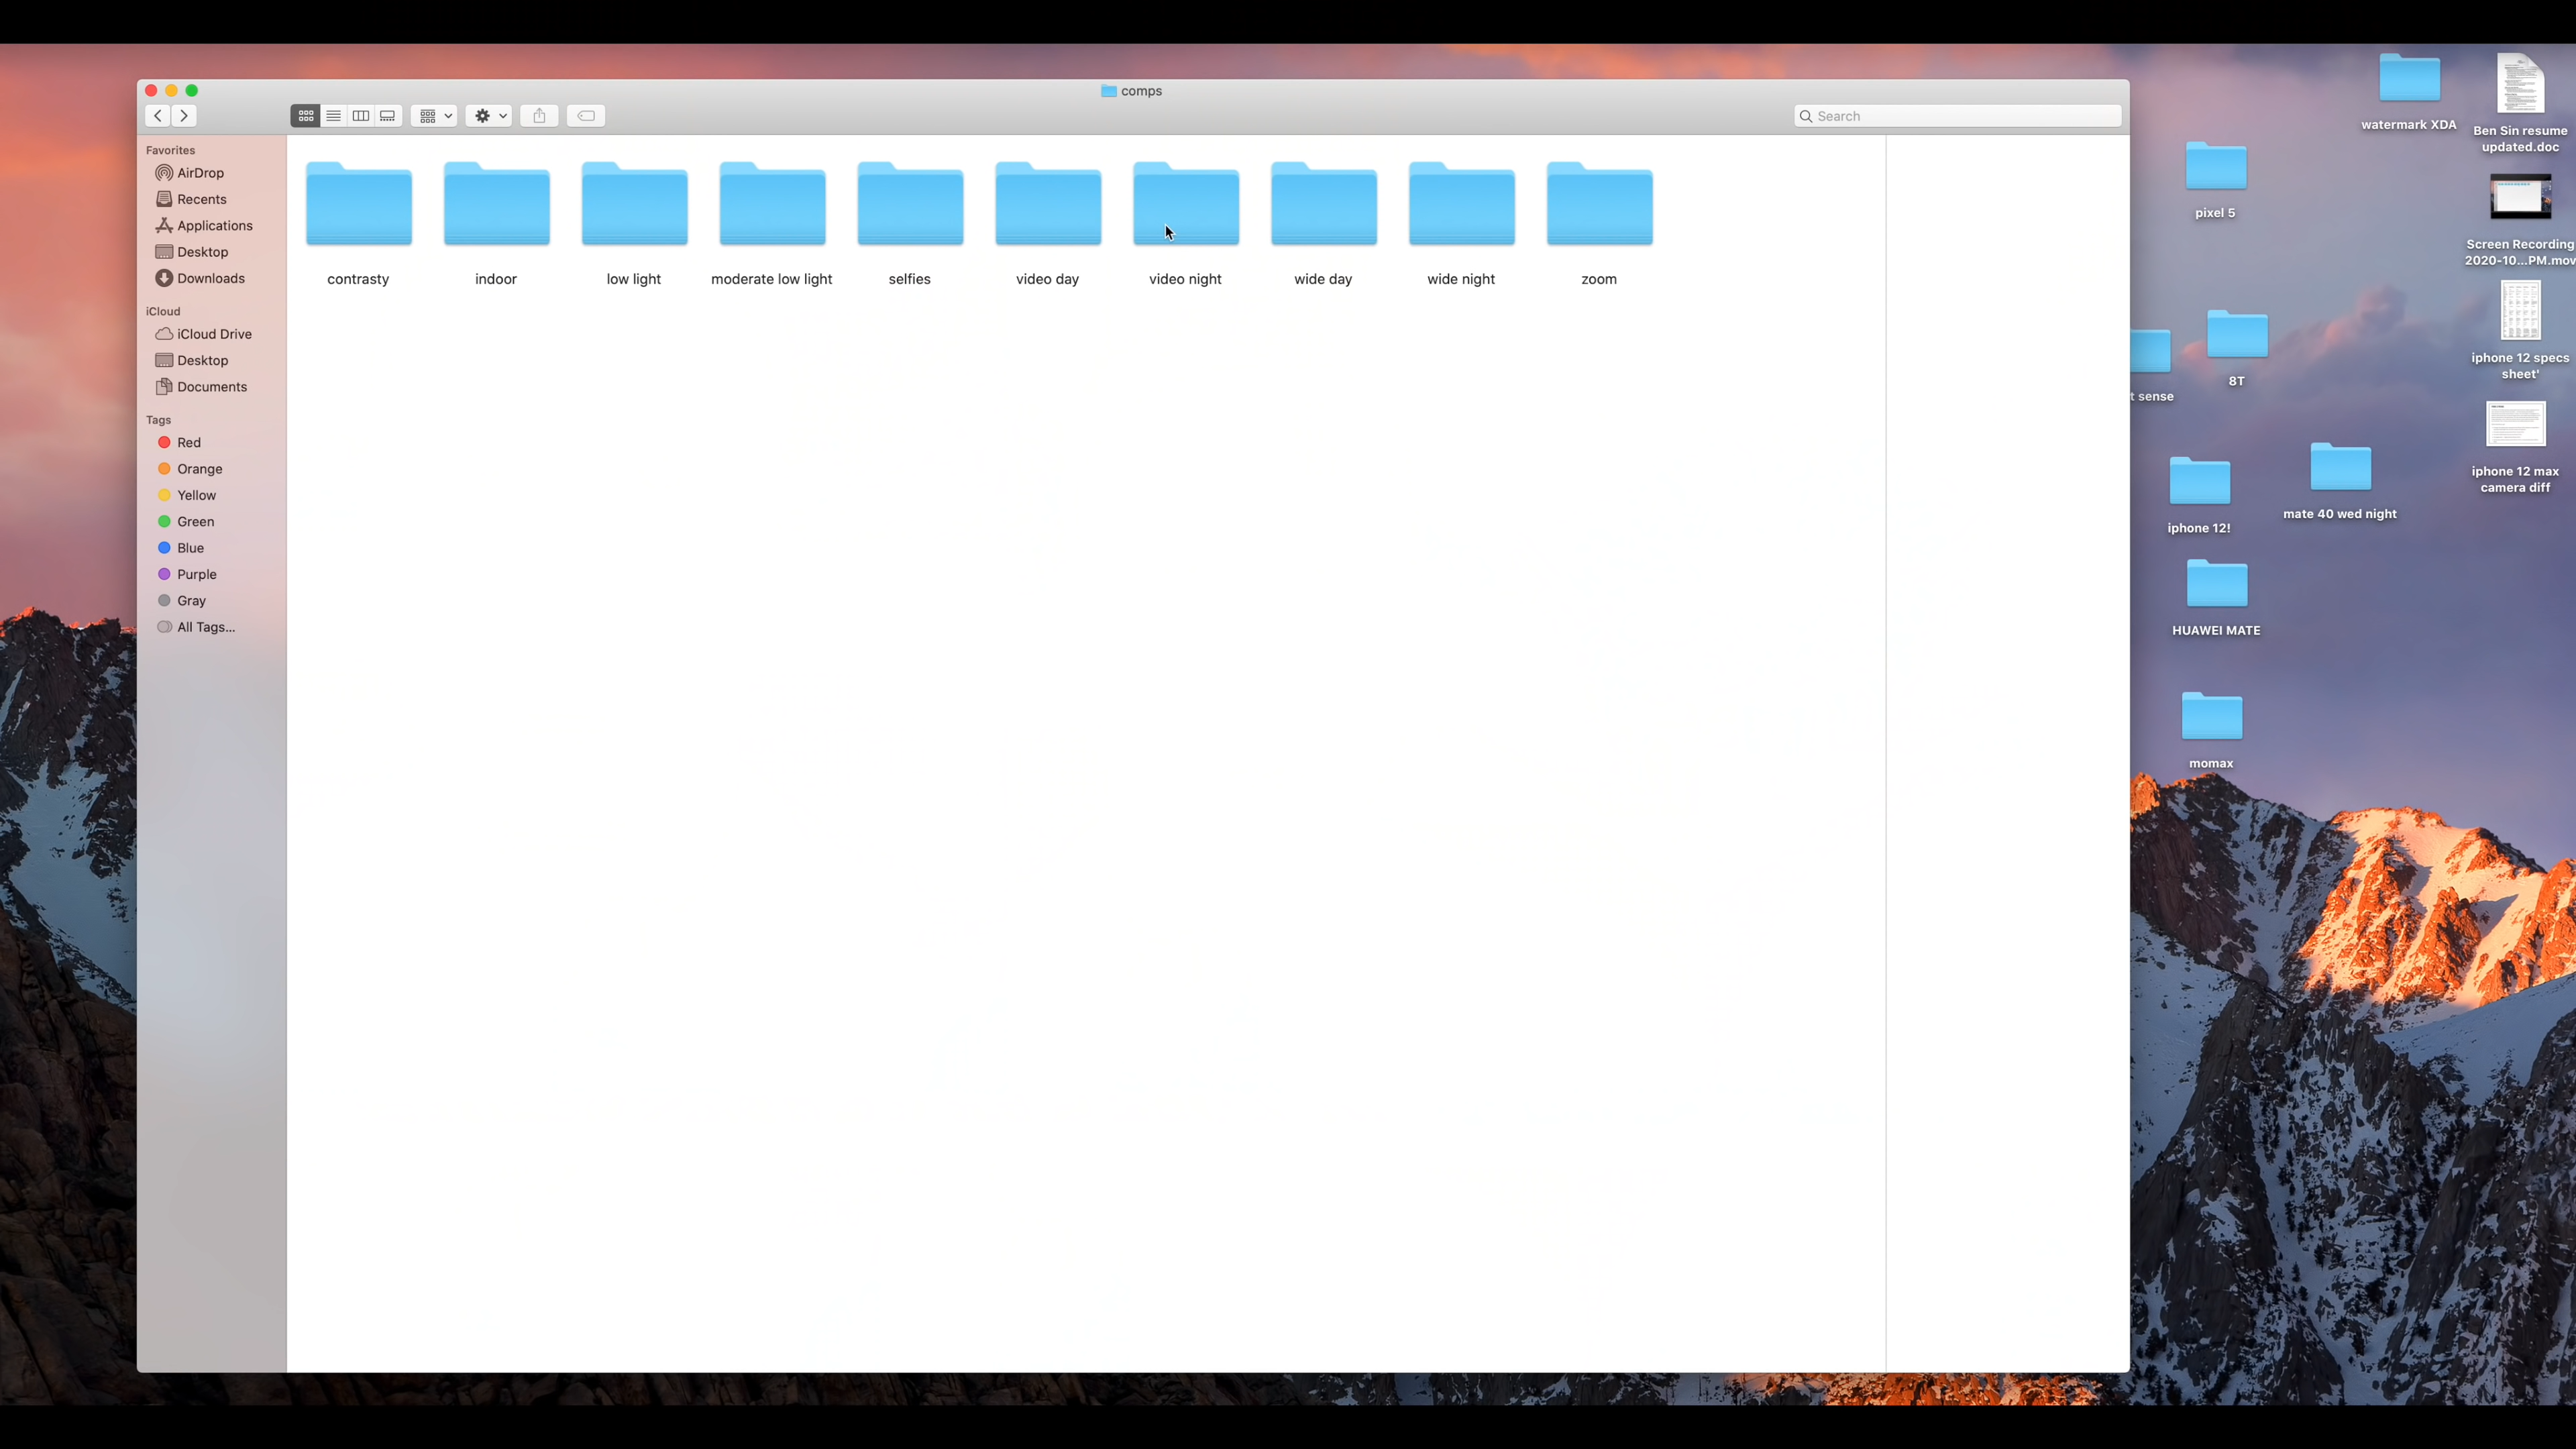 comps
Search
Favorites
AirDrop
Recents
Applications
Desktop
Downloads
iCloud
iCloud Drive
Desktop
Documents
Tags
Red
Orange
Yellow
Green
Blue
Purple
Gray
All Tags...
contrasty
indoor
low light
moderate low light
selfies
video day
video night
wide day
wide night
zoom
watermark XDA
Ben Sin resume
updated.doc
pixel 5
Screen Recording
2020-10...PM.mov
iphone 12 specs
sheet'
8T
t sense
iphone 12 max
camera diff
mate 40 wed night
iphone 12!
HUAWEI MATE
momax